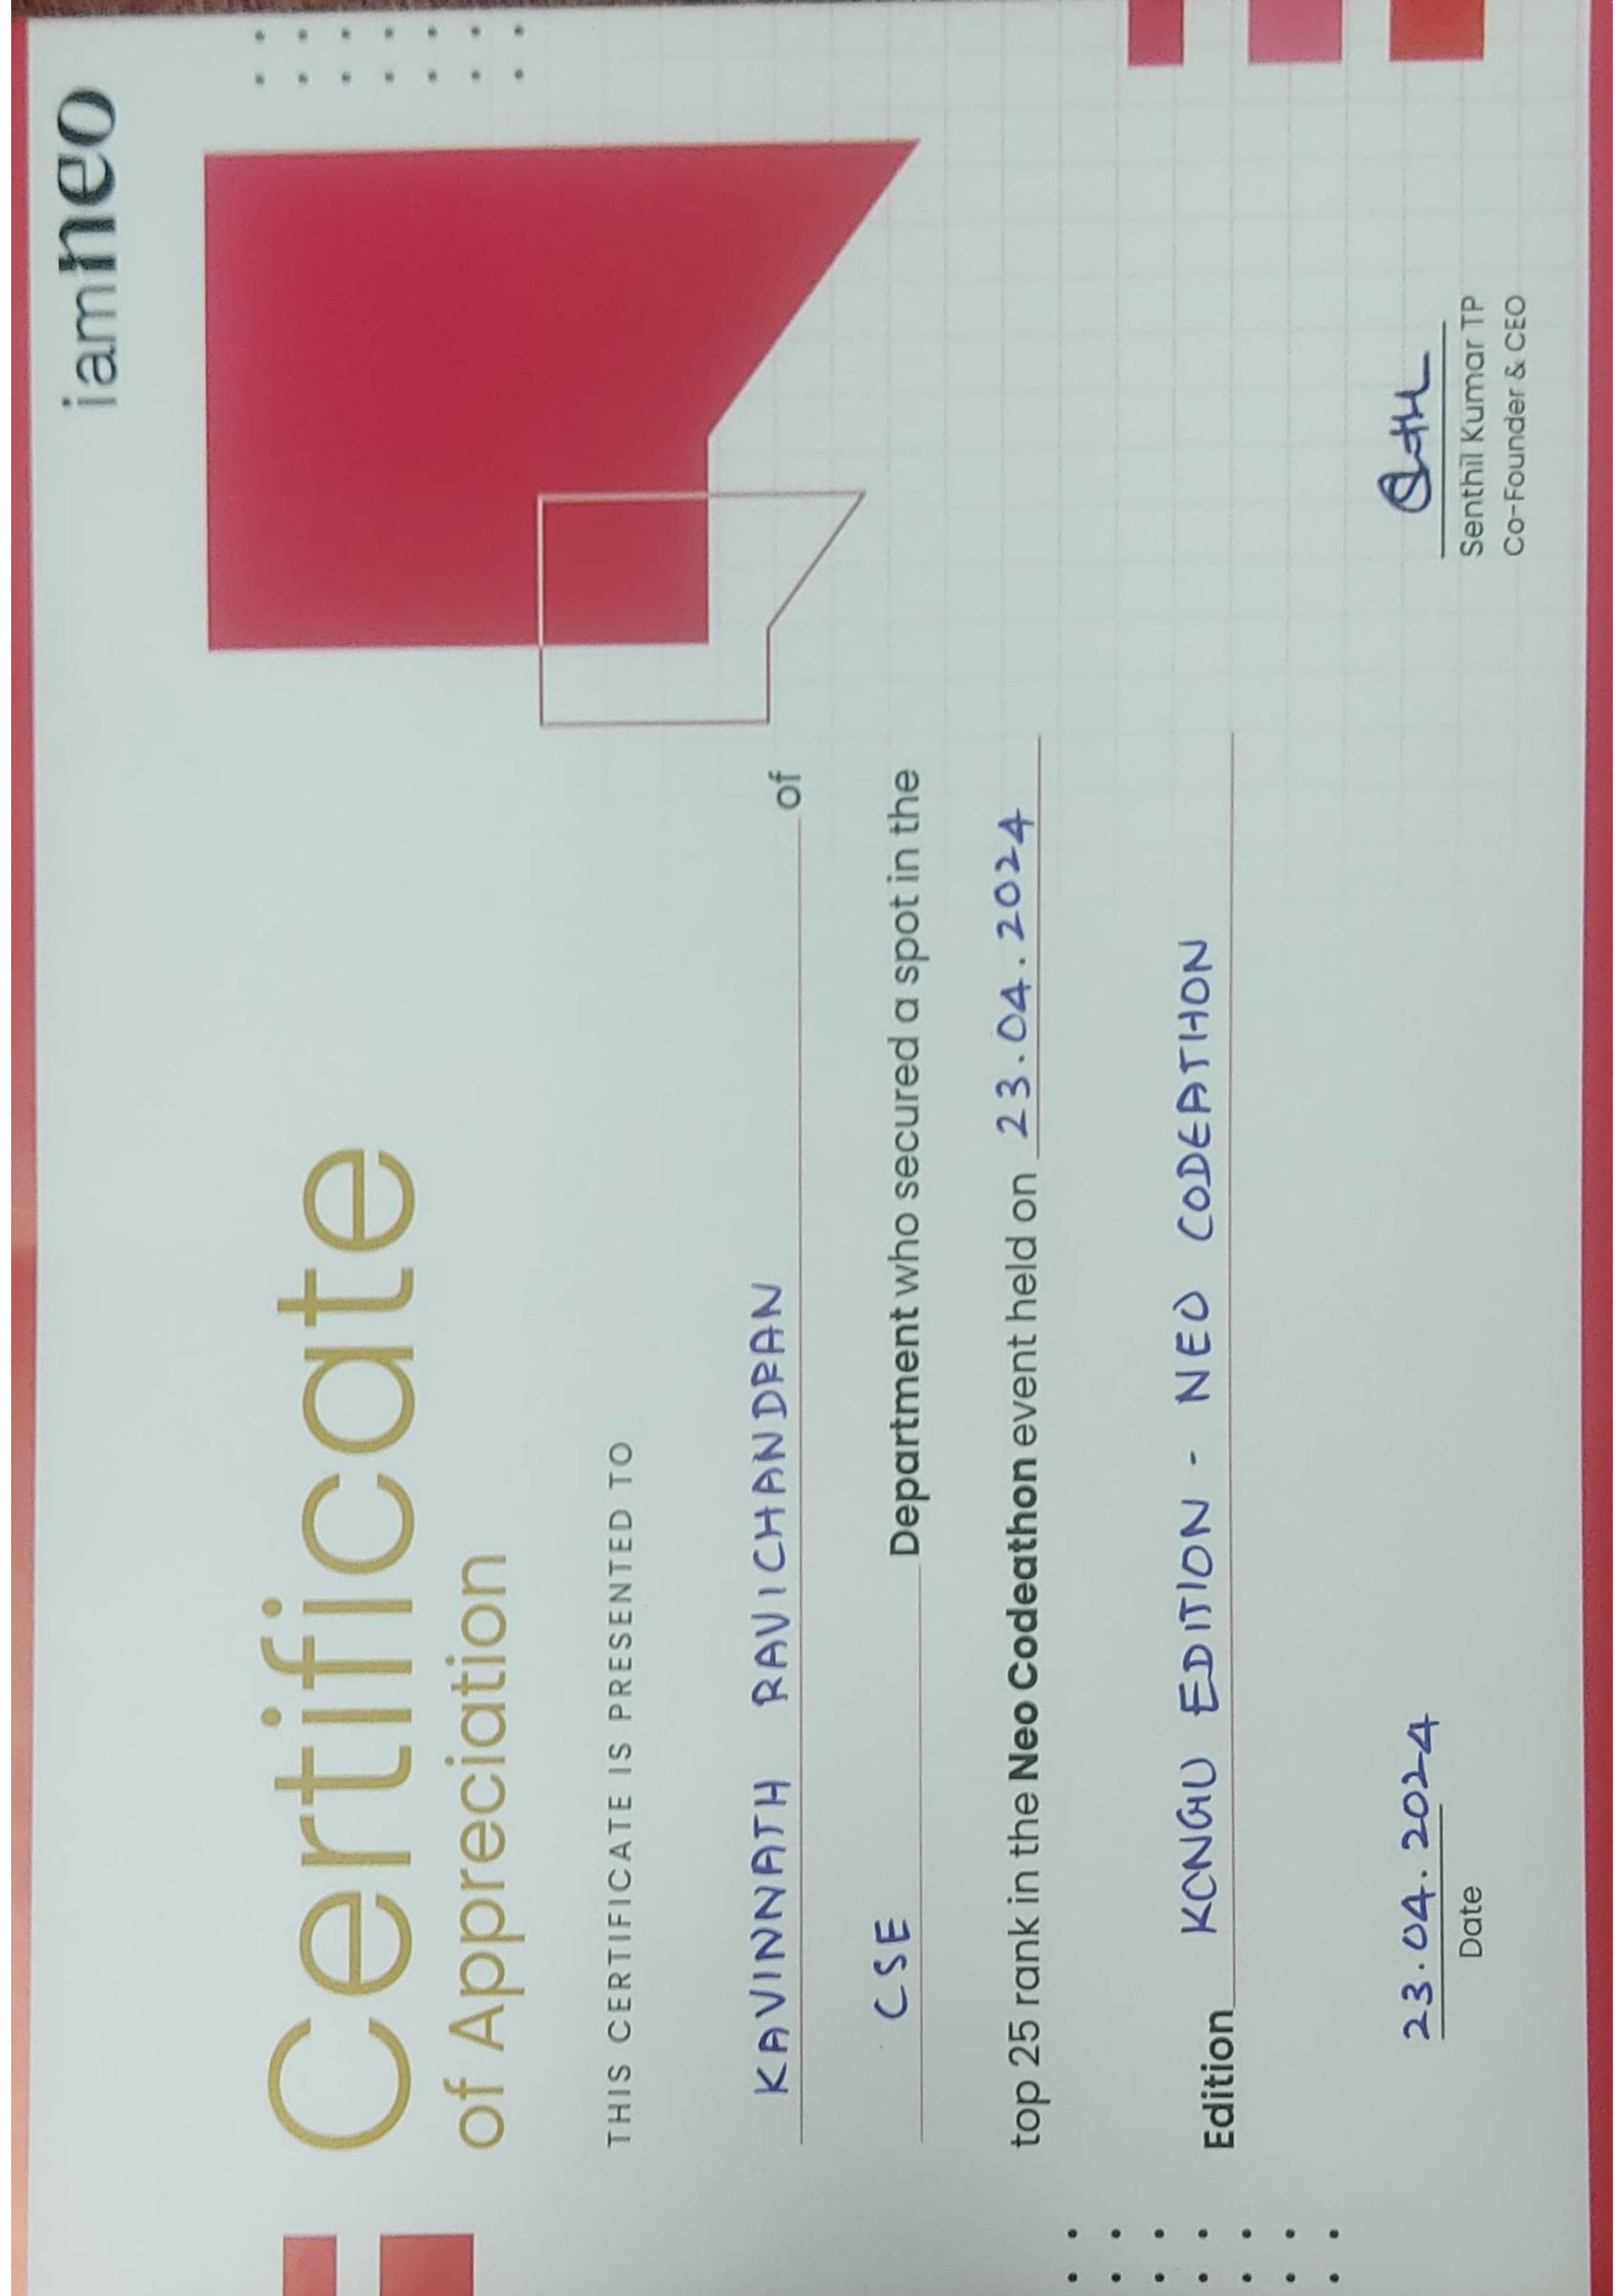 iamneo
Certificate
of Appreciation
THIS CERTIFICATE IS PRESENTED TO
KAVINNATH RAVICHANDRAN of
CSE Department who secured a spot in the
top 25 rank in the Neo Codeathon event held on 23.04.2024
Edition KONGU EDITION - NEO CODEATHON
23.04.2024
Date
Senthil Kumar TP
Co-Founder & CEO